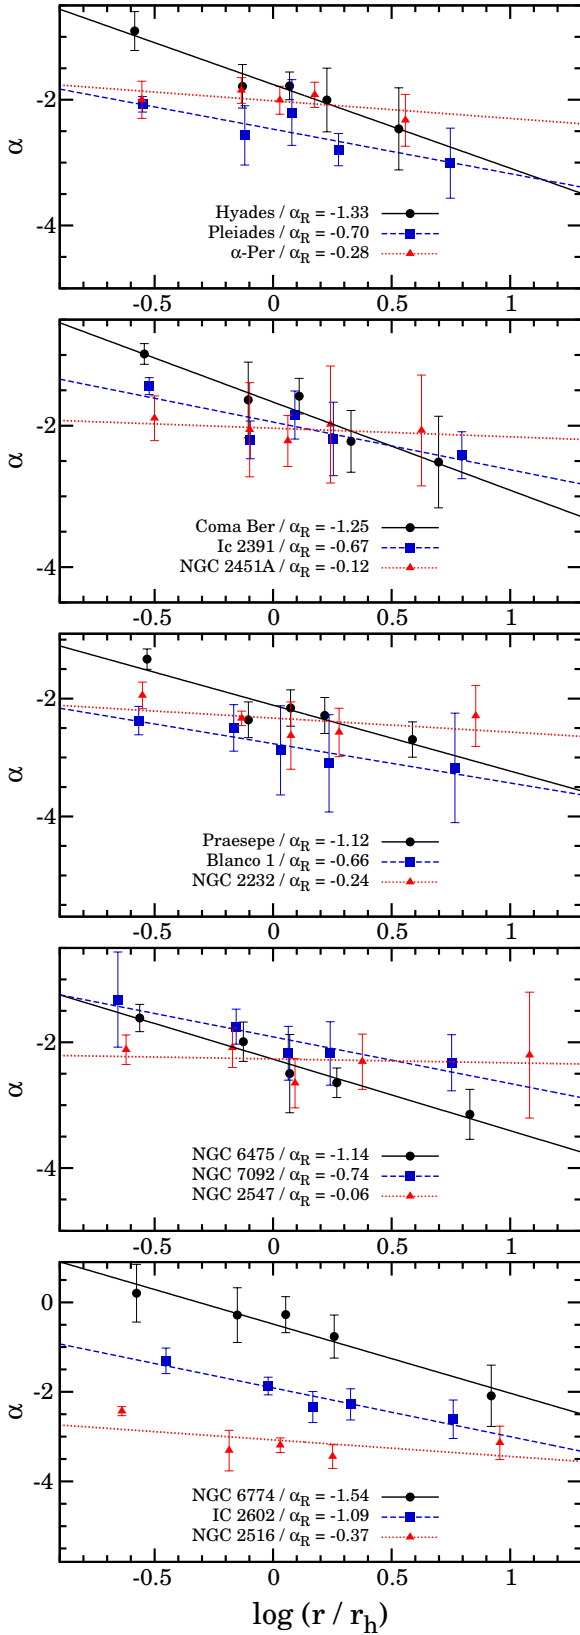 -2
-4
α
Hyades / α_R = -1.33
Pleiades / α_R = -0.70
α-Per / α_R = -0.28
-0.5 0 0.5 1
-2
-4
α
Coma Ber / α_R = -1.25
Ic 2391 / α_R = -0.67
NGC 2451A / α_R = -0.12
-0.5 0 0.5 1
-2
-4
α
Praesepe / α_R = -1.12
Blanco 1 / α_R = -0.66
NGC 2232 / α_R = -0.24
-0.5 0 0.5 1
-2
-4
α
NGC 6475 / α_R = -1.14
NGC 7092 / α_R = -0.74
NGC 2547 / α_R = -0.06
-0.5 0 0.5 1
0
-2
-4
α
NGC 6774 / α_R = -1.54
IC 2602 / α_R = -1.09
NGC 2516 / α_R = -0.37
-0.5 0 0.5 1
log (r / r_h)